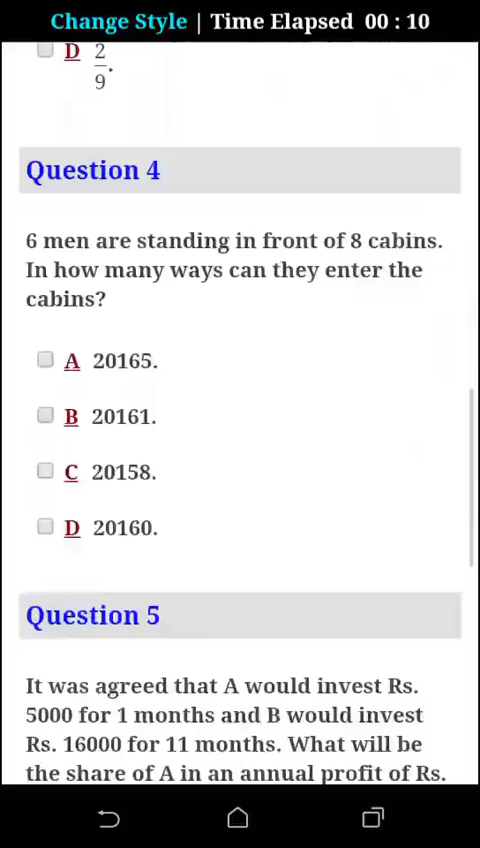 Change Style | Time Elapsed 00 : 10
D 2/9.
Question 4
6 men are standing in front of 8 cabins.
In how many ways can they enter the
cabins?
A 20165.
B 20161.
C 20158.
D 20160.
Question 5
It was agreed that A would invest Rs.
5000 for 1 months and B would invest
Rs. 16000 for 11 months. What will be
the share of A in an annual profit of Rs.